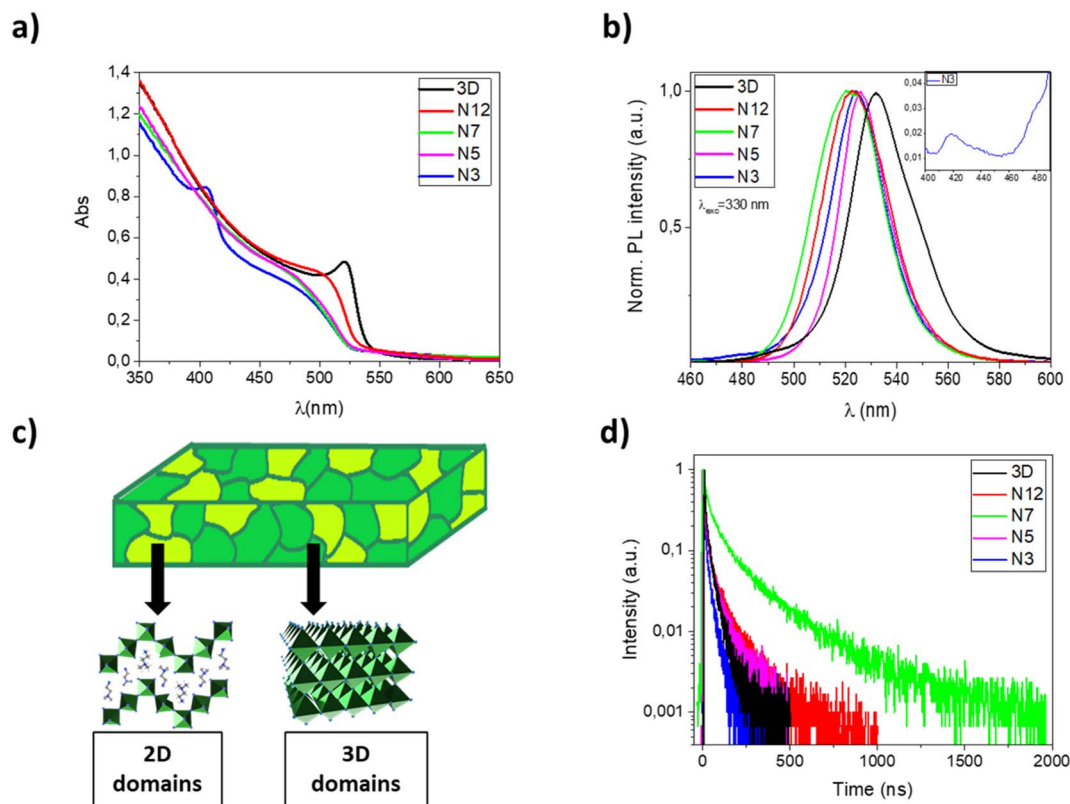 a)
1,4
1,2
1,0
0,8
0,6
0,4
0,2
0,0
Abs
350
400
450
500
550
600
650
λ(nm)
3D
N12
N7
N5
N3
b)
1,0
0,5
Norm. PL intensity (a.u.)
3D
N12
N7
N5
N3
λexc=330 nm
N3
0,04
0,03
0,02
0,01
400
420
440
460
480
460
480
500
520
540
560
580
600
λ (nm)
c)
2D
domains
3D
domains
d)
1
0,1
0,01
0,001
Intensity (a.u.)
3D
N12
N7
N5
N3
0
500
1000
1500
2000
Time (ns)